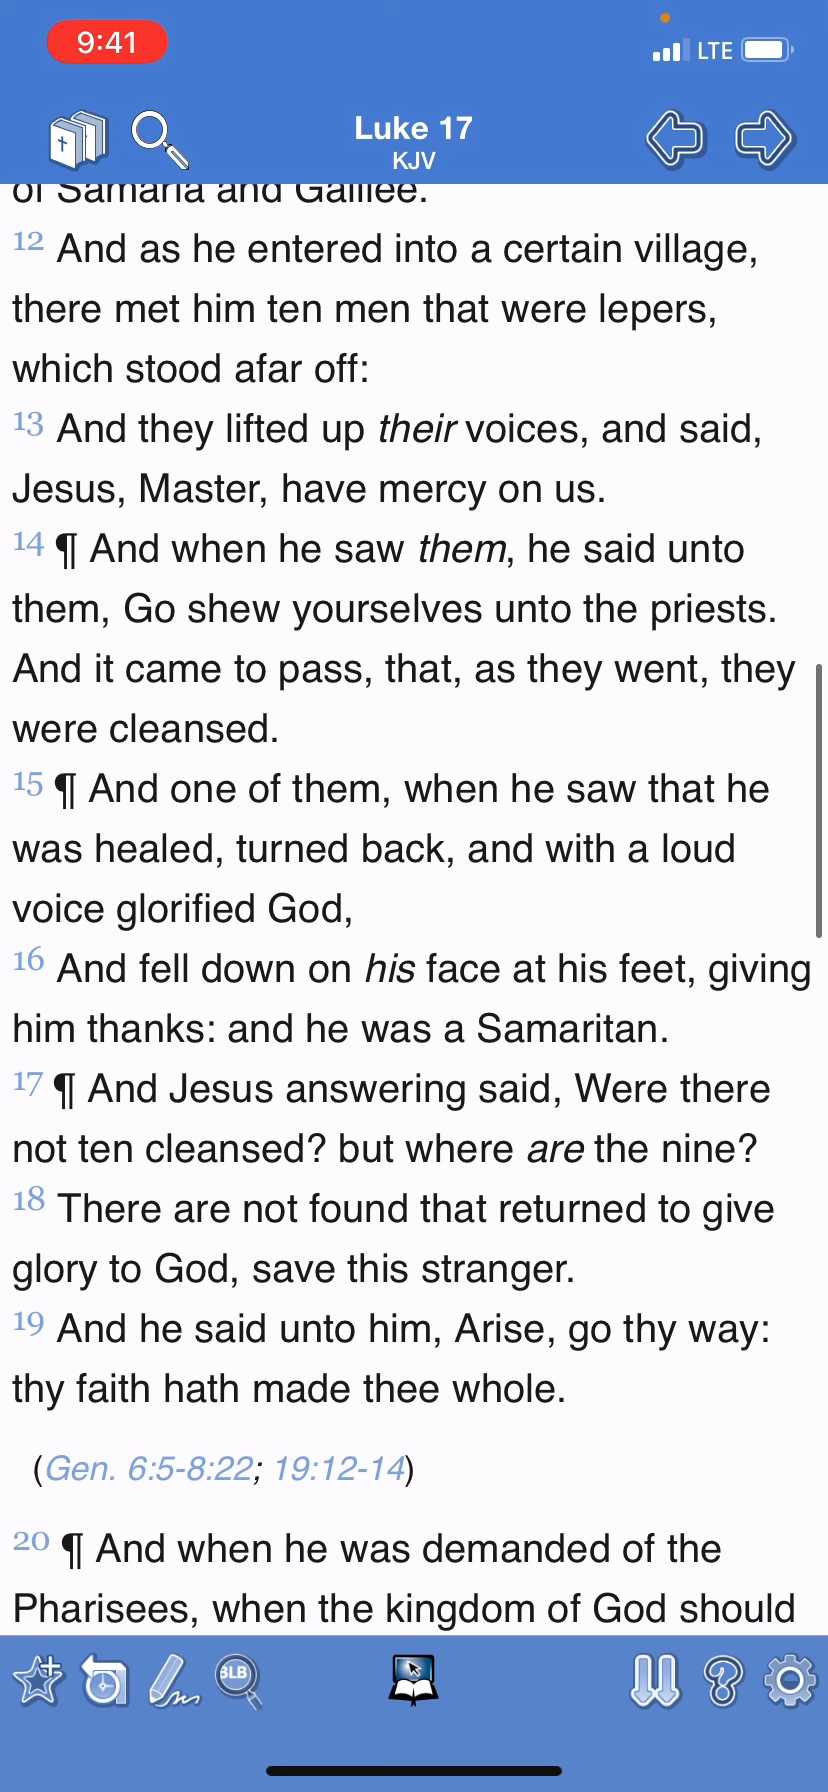 9:41
LTE
Luke 17
KJV
of Samaria and Galilee.
12 And as he entered into a certain village,
there met him ten men that were lepers,
which stood afar off:
13 And they lifted up their voices, and said,
Jesus, Master, have mercy on us.
14 ¶ And when he saw them, he said unto
them, Go shew yourselves unto the priests.
And it came to pass, that, as they went, they
were cleansed.
15 ¶ And one of them, when he saw that he
was healed, turned back, and with a loud
voice glorified God,
16 And fell down on his face at his feet, giving
him thanks: and he was a Samaritan.
17 ¶ And Jesus answering said, Were there
not ten cleansed? but where are the nine?
18 There are not found that returned to give
glory to God, save this stranger.
19 And he said unto him, Arise, go thy way:
thy faith hath made thee whole.
(Gen. 6:5-8:22; 19:12-14)
20 ¶ And when he was demanded of the
Pharisees, when the kingdom of God should
BLB